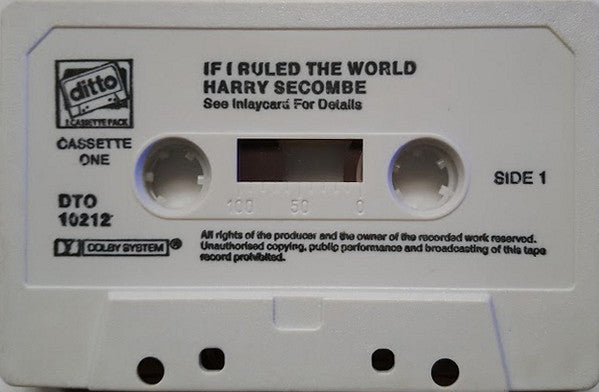 ditto
2 CASSETTE PACK
IF I RULED THE WORLD
HARRY SECOMBE
See Inlaycard For Details
CASSETTE
ONE
SIDE 1
DTO
10212
100 50 0
DOLBY SYSTEM ®
All rights of the producer and the owner of the recorded work reserved.
Unauthorised copying, public performance and broadcasting of this tape
record prohibited.